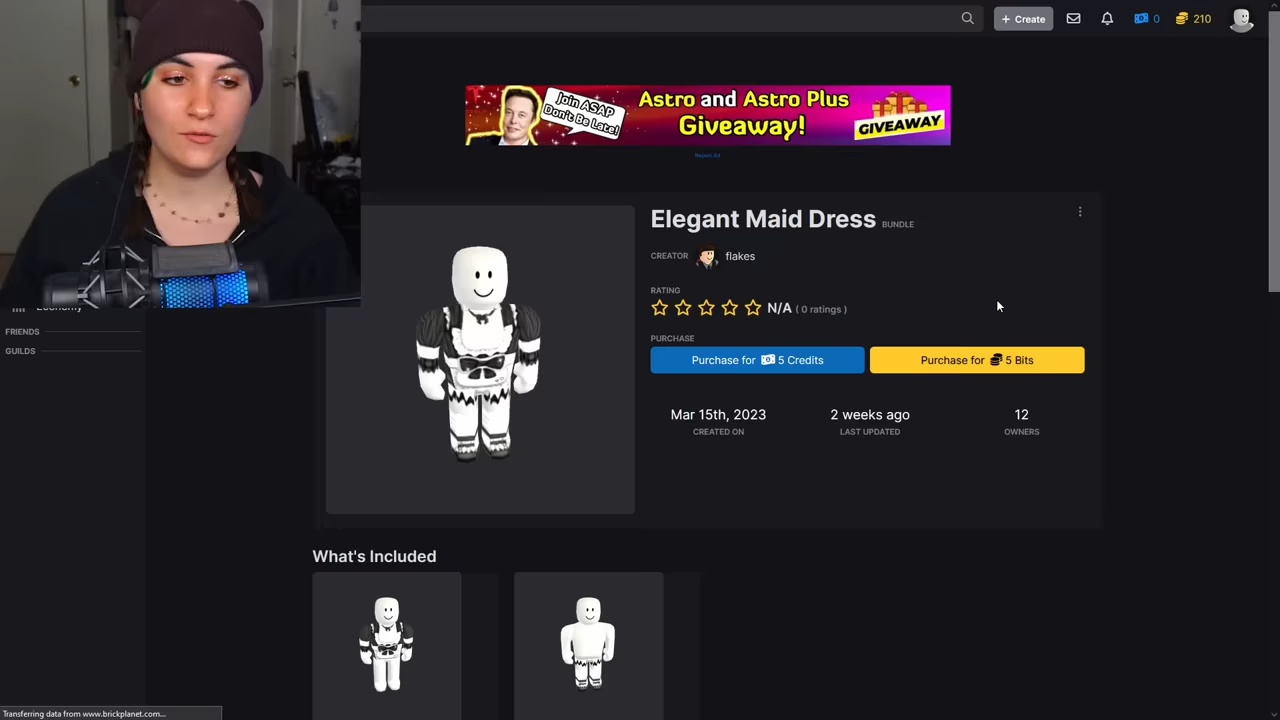 + Create
0
210
Join ASAP
Don't Be Late!
Astro and Astro Plus
Giveaway!
GIVEAWAY
Report Ad
Elegant Maid Dress BUNDLE
CREATOR flakes
RATING
N/A ( 0 ratings )
PURCHASE
Purchase for 5 Credits
Purchase for 5 Bits
Mar 15th, 2023
CREATED ON
2 weeks ago
LAST UPDATED
12
OWNERS
FRIENDS
GUILDS
What's Included
Transferring data from www.brickplanet.com...